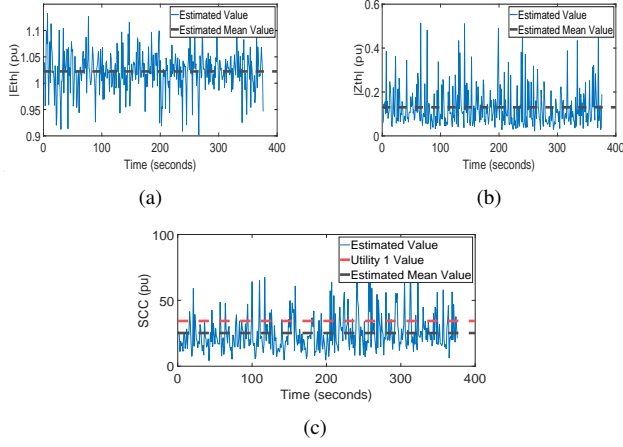 Estimated Value
Estimated Mean Value
|Eth| (pu)
1.1
1.05
1
0.95
0.9
0
100
200
300
400
Time (seconds)
(a)
Estimated Value
Estimated Mean Value
|Zth| (pu)
0.6
0.4
0.2
0
0
100
200
300
400
Time (seconds)
(b)
Estimated Value
Utility 1 Value
Estimated Mean Value
SCC (pu)
100
50
0
0
100
200
300
400
Time (seconds)
(c)